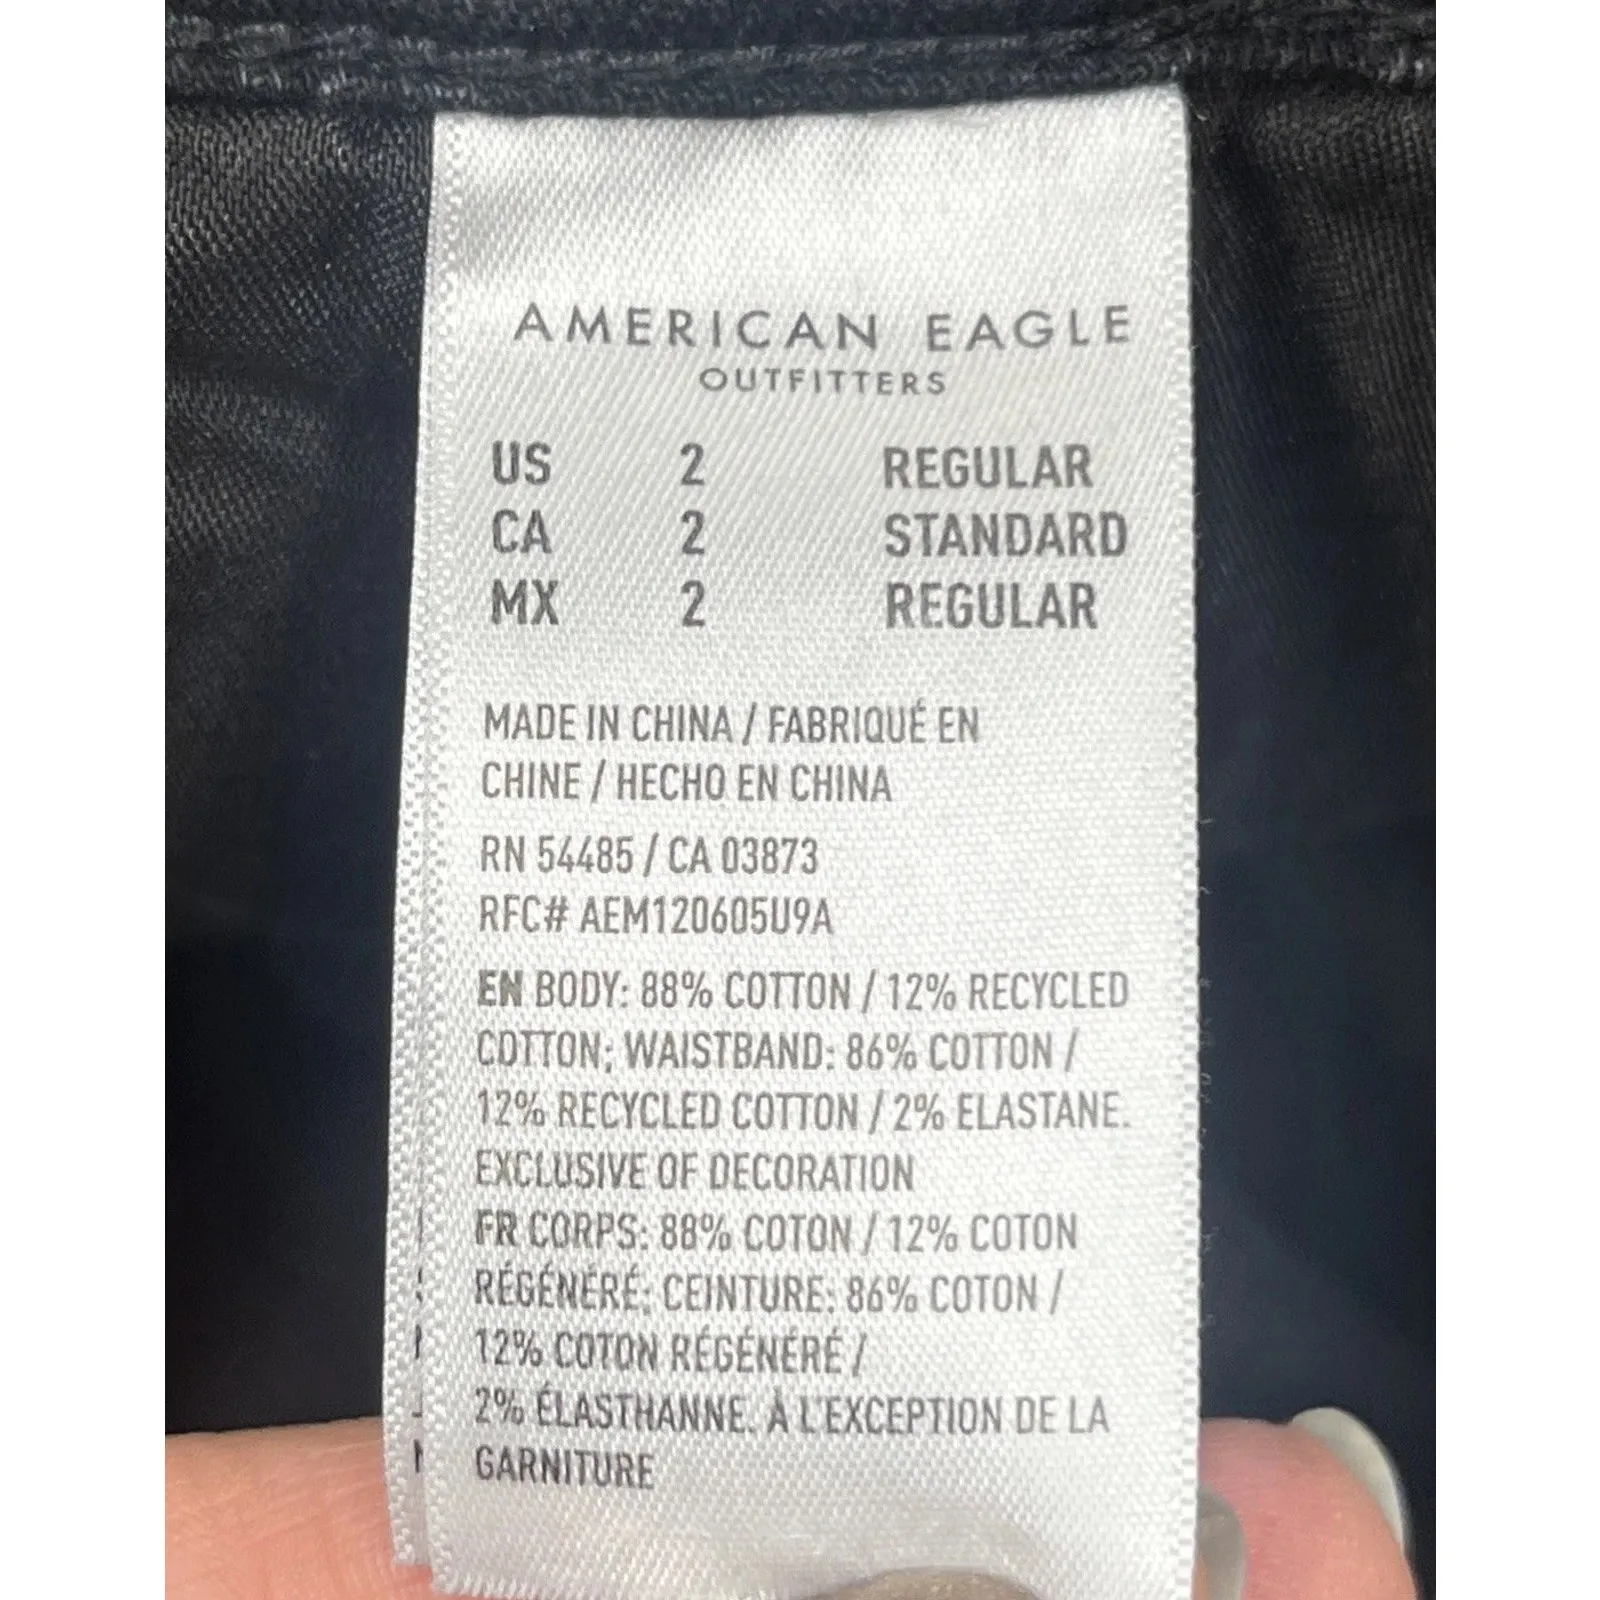 AMERICAN EAGLE
OUTFITTERS
US 2 REGULAR
CA 2 STANDARD
MX 2 REGULAR
MADE IN CHINA / FABRIQUÉ EN
CHINE / HECHO EN CHINA
RN 54485 / CA 03873
RFC# AEM120605U9A
EN BODY: 88% COTTON / 12% RECYCLED
COTTON; WAISTBAND: 86% COTTON /
12% RECYCLED COTTON / 2% ELASTANE.
EXCLUSIVE OF DECORATION
FR CORPS: 88% COTON / 12% COTON
RÉGÉNÉRÉ; CEINTURE: 86% COTON /
12% COTON RÉGÉNÉRÉ /
2% ÉLASTHANNE. À L'EXCEPTION DE LA
GARNITURE